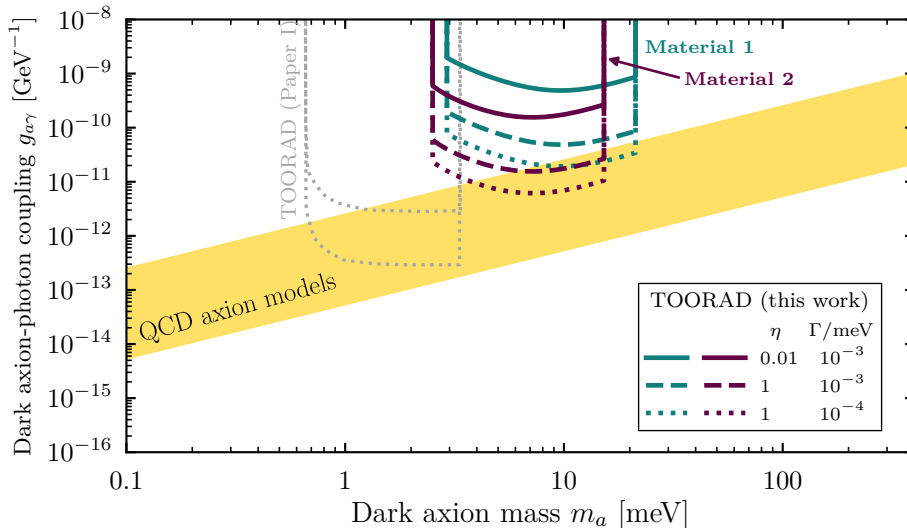 10⁻⁸
10⁻⁹
10⁻¹⁰
10⁻¹¹
10⁻¹²
10⁻¹³
10⁻¹⁴
10⁻¹⁵
10⁻¹⁶
Dark axion-photon coupling gₐᵧ [GeV⁻¹]
TOORAD (Paper I)
Material 1
Material 2
QCD axion models
TOORAD (this work)
η Γ/meV
0.01 10⁻³
1 10⁻³
1 10⁻⁴
0.1 1 10 100
Dark axion mass mₐ [meV]